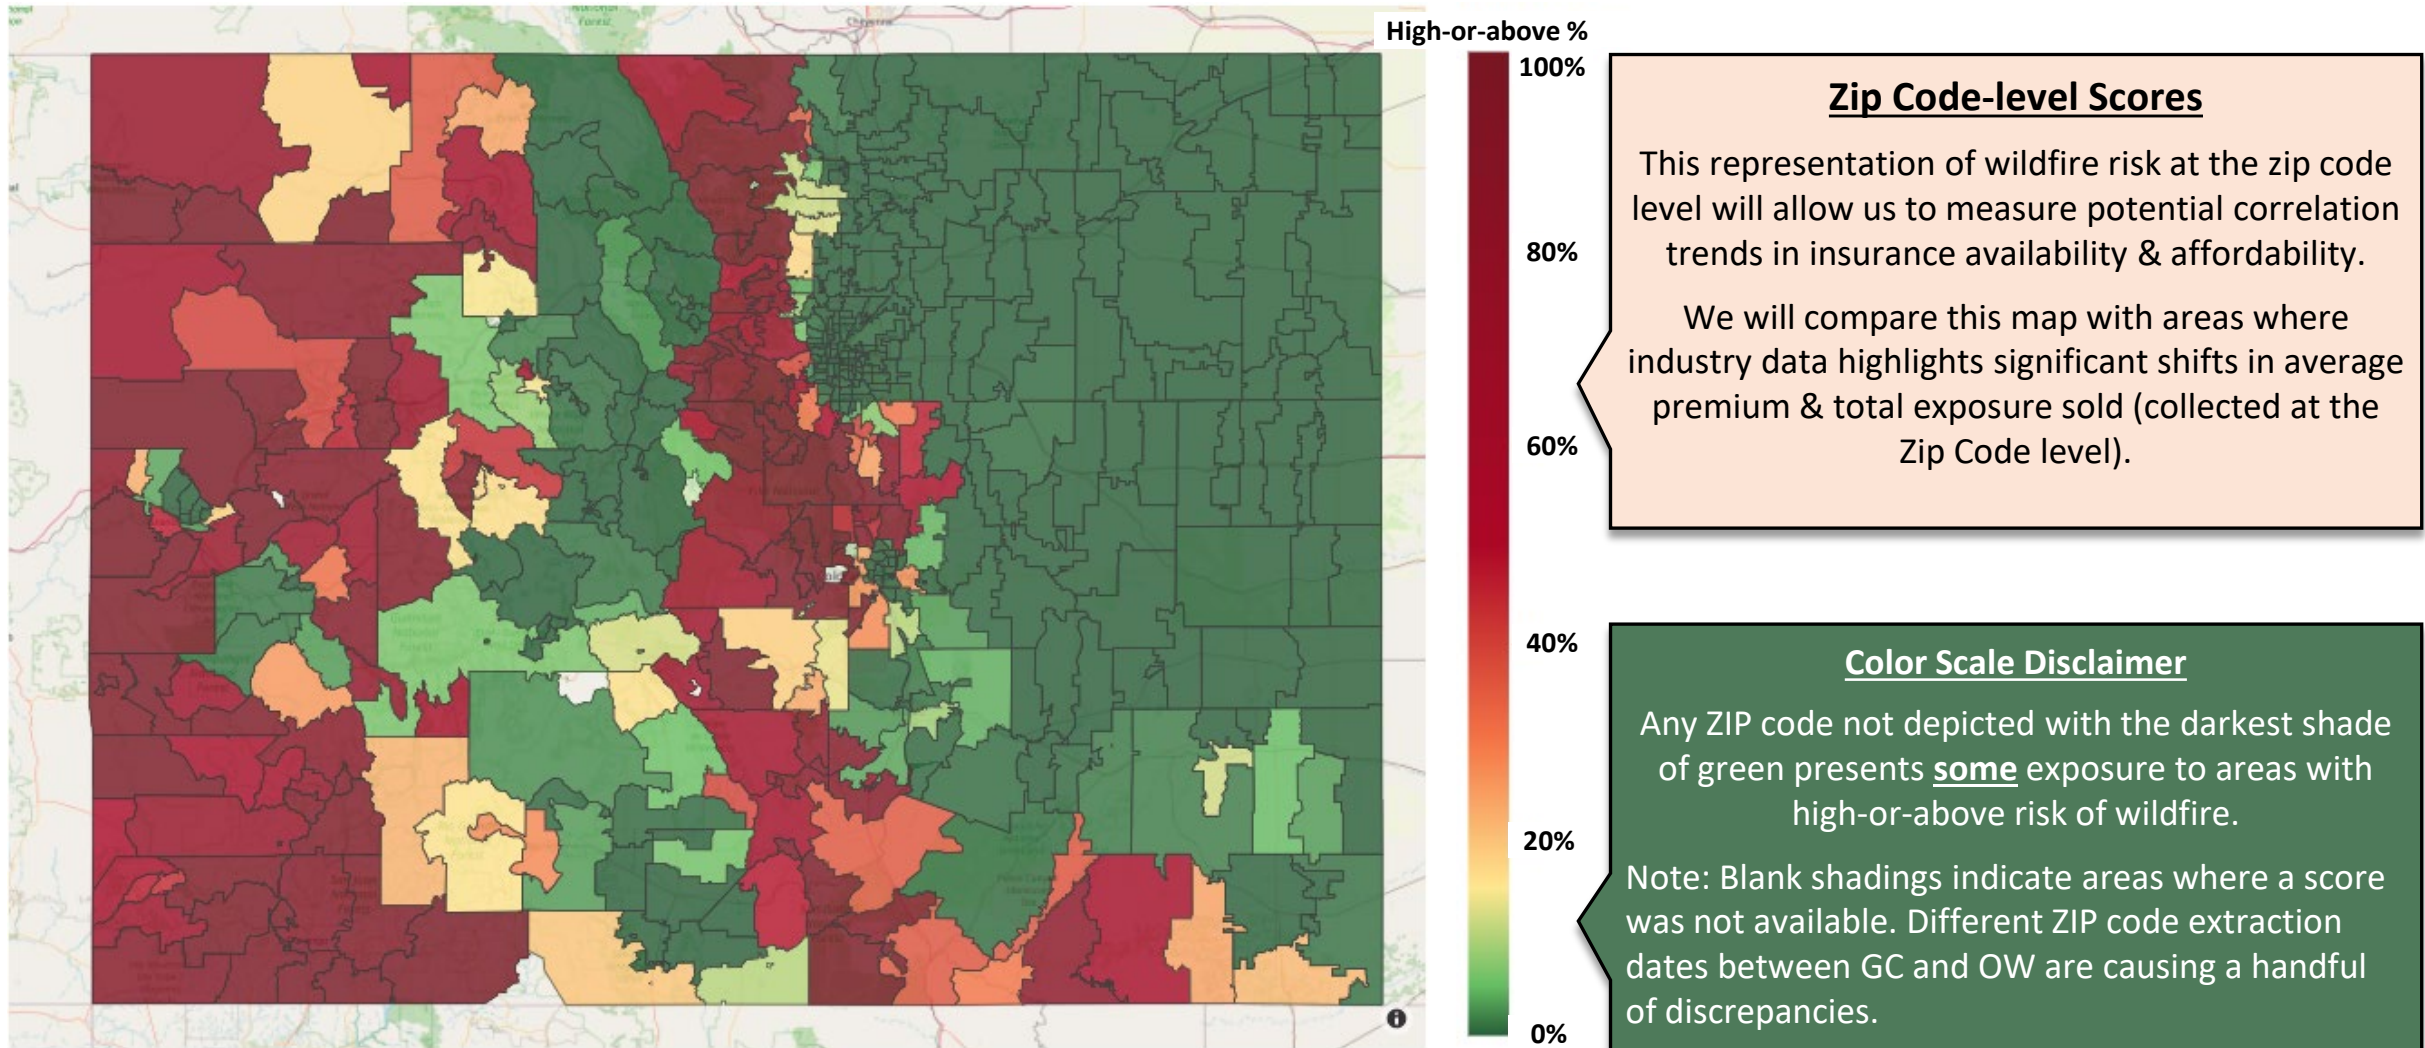 Cheyenne
High-or-above %
100%
80%
60%
40%
20%
0%
Zip Code-level Scores
This representation of wildfire risk at the zip code
level will allow us to measure potential correlation
trends in insurance availability & affordability.
We will compare this map with areas where
industry data highlights significant shifts in average
premium & total exposure sold (collected at the
Zip Code level).
Color Scale Disclaimer
Any ZIP code not depicted with the darkest shade
of green presents some exposure to areas with
high-or-above risk of wildfire.
Note: Blank shadings indicate areas where a score
was not available. Different ZIP code extraction
dates between GC and OW are causing a handful
of discrepancies.